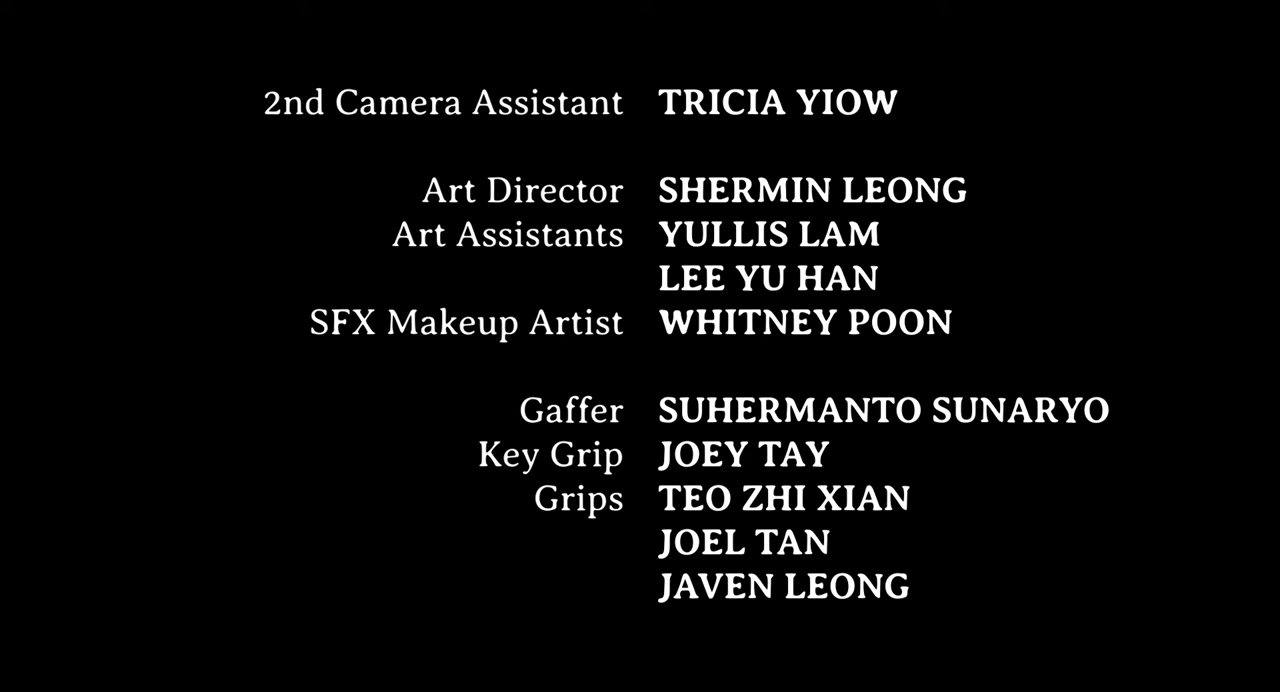 2nd Camera Assistant TRICIA YIOW
Art Director SHERMIN LEONG
Art Assistants YULLIS LAM
LEE YU HAN
SFX Makeup Artist WHITNEY POON
Gaffer SUHERMANTO SUNARYO
Key Grip JOEY TAY
Grips TEO ZHI XIAN
JOEL TAN
JAVEN LEONG